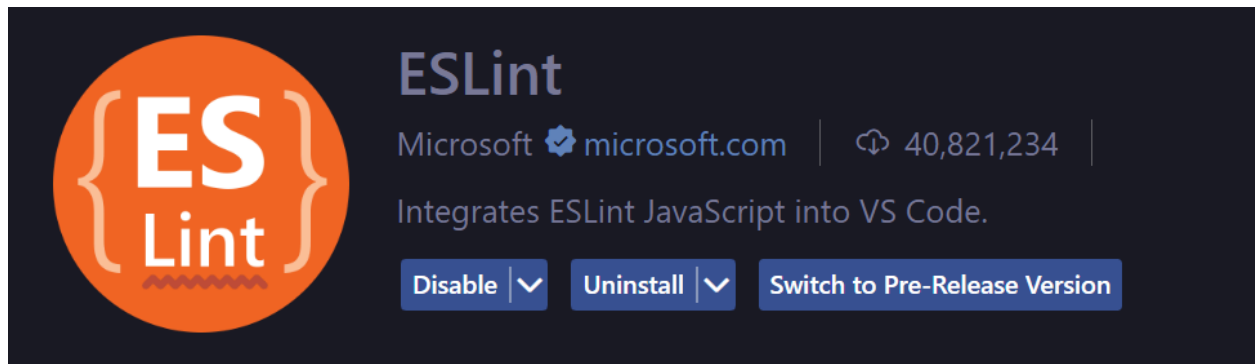 {ES}
Lint
ESLint
Microsoft microsoft.com 40,821,234
Integrates ESLint JavaScript into VS Code.
Disable Uninstall Switch to Pre-Release Version